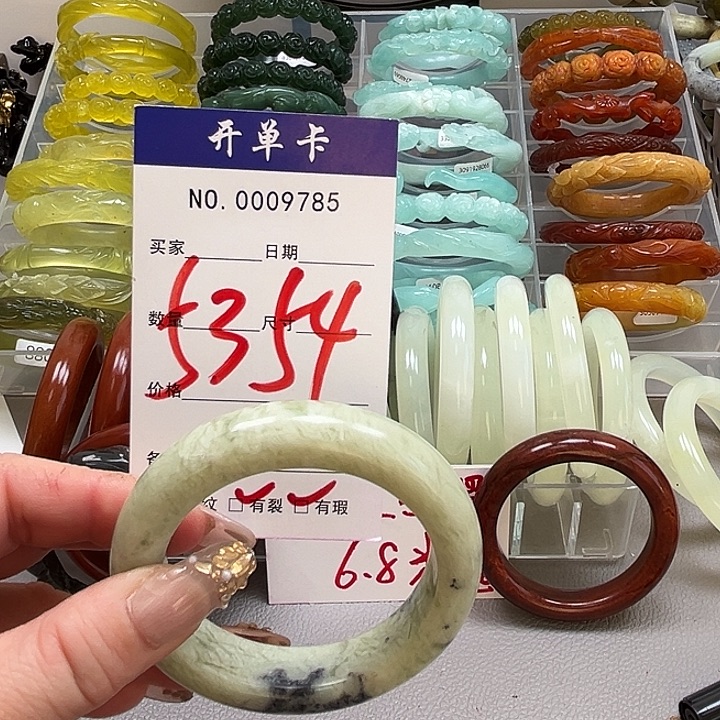 开单卡
NO. 0009785
买家 日期
数量 尺寸
5354
价格
纹 □有裂 □有瑕
6.8